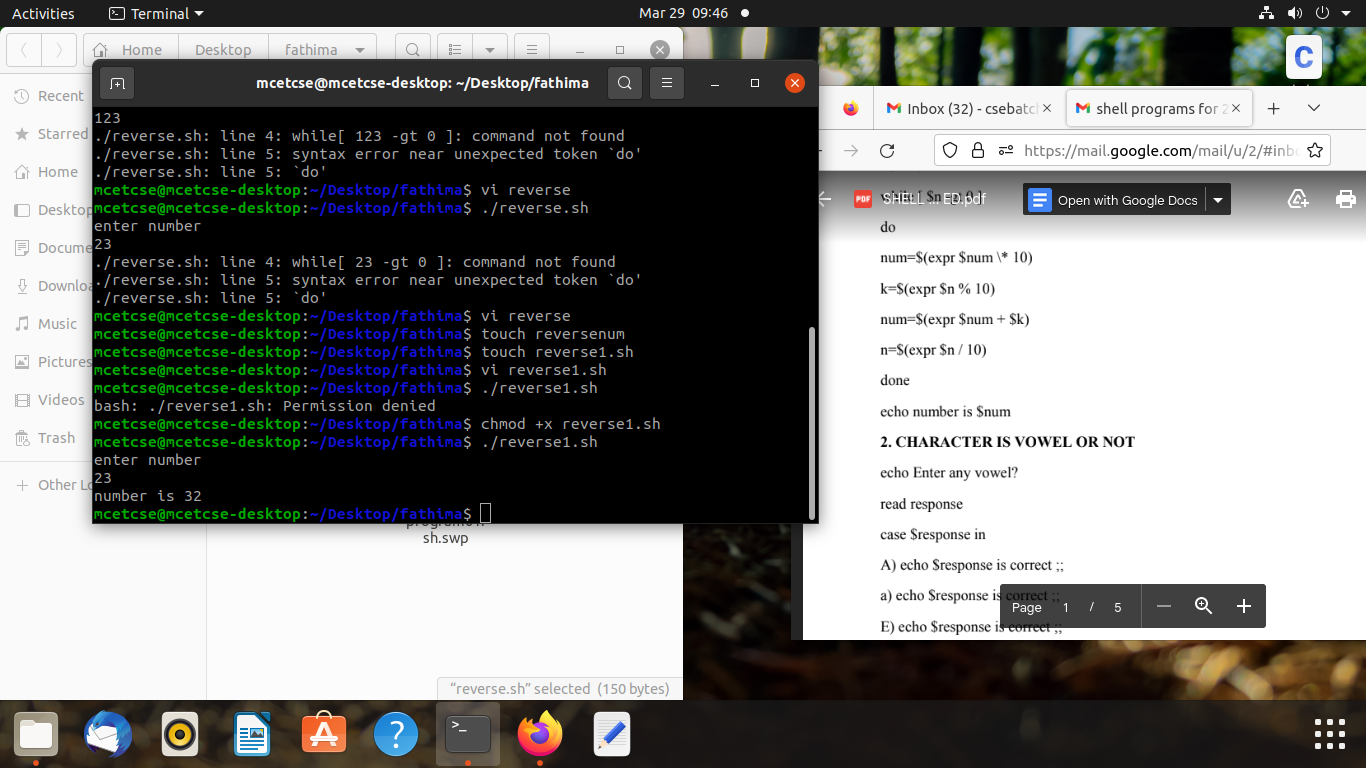 Activities
Terminal
Mar 29 09:46
Home
Desktop
fathima
Recent
Starred
Home
Desktop
Docume
Downloa
Music
Pictures
Videos
Trash
Other Lo
sh.swp
“reverse.sh” selected (150 bytes)
mcetcse@mcetcse-desktop: ~/Desktop/fathima
123
./reverse.sh: line 4: while[ 123 -gt 0 ]: command not found
./reverse.sh: line 5: syntax error near unexpected token `do'
./reverse.sh: line 5: `do'
mcetcse@mcetcse-desktop:~/Desktop/fathima$ vi reverse
mcetcse@mcetcse-desktop:~/Desktop/fathima$ ./reverse.sh
enter number
23
./reverse.sh: line 4: while[ 23 -gt 0 ]: command not found
./reverse.sh: line 5: syntax error near unexpected token `do'
./reverse.sh: line 5: `do'
mcetcse@mcetcse-desktop:~/Desktop/fathima$ vi reverse
mcetcse@mcetcse-desktop:~/Desktop/fathima$ touch reversenum
mcetcse@mcetcse-desktop:~/Desktop/fathima$ touch reverse1.sh
mcetcse@mcetcse-desktop:~/Desktop/fathima$ vi reverse1.sh
mcetcse@mcetcse-desktop:~/Desktop/fathima$ ./reverse1.sh
bash: ./reverse1.sh: Permission denied
mcetcse@mcetcse-desktop:~/Desktop/fathima$ chmod +x reverse1.sh
mcetcse@mcetcse-desktop:~/Desktop/fathima$ ./reverse1.sh
enter number
23
number is 32
mcetcse@mcetcse-desktop:~/Desktop/fathima$
C
Inbox (32) - csebatch
shell programs for 2
https://mail.google.com/mail/u/2/#inbo
PDF
SHELL ... ED.pdf
Open with Google Docs
do
num=$(expr $num \* 10)
k=$(expr $n % 10)
num=$(expr $num + $k)
n=$(expr $n / 10)
done
echo number is $num
2. CHARACTER IS VOWEL OR NOT
echo Enter any vowel?
read response
case $response in
A) echo $response is correct ;;
a) echo $response is correct ;;
E) echo $response is correct ;;
Page 1 / 5